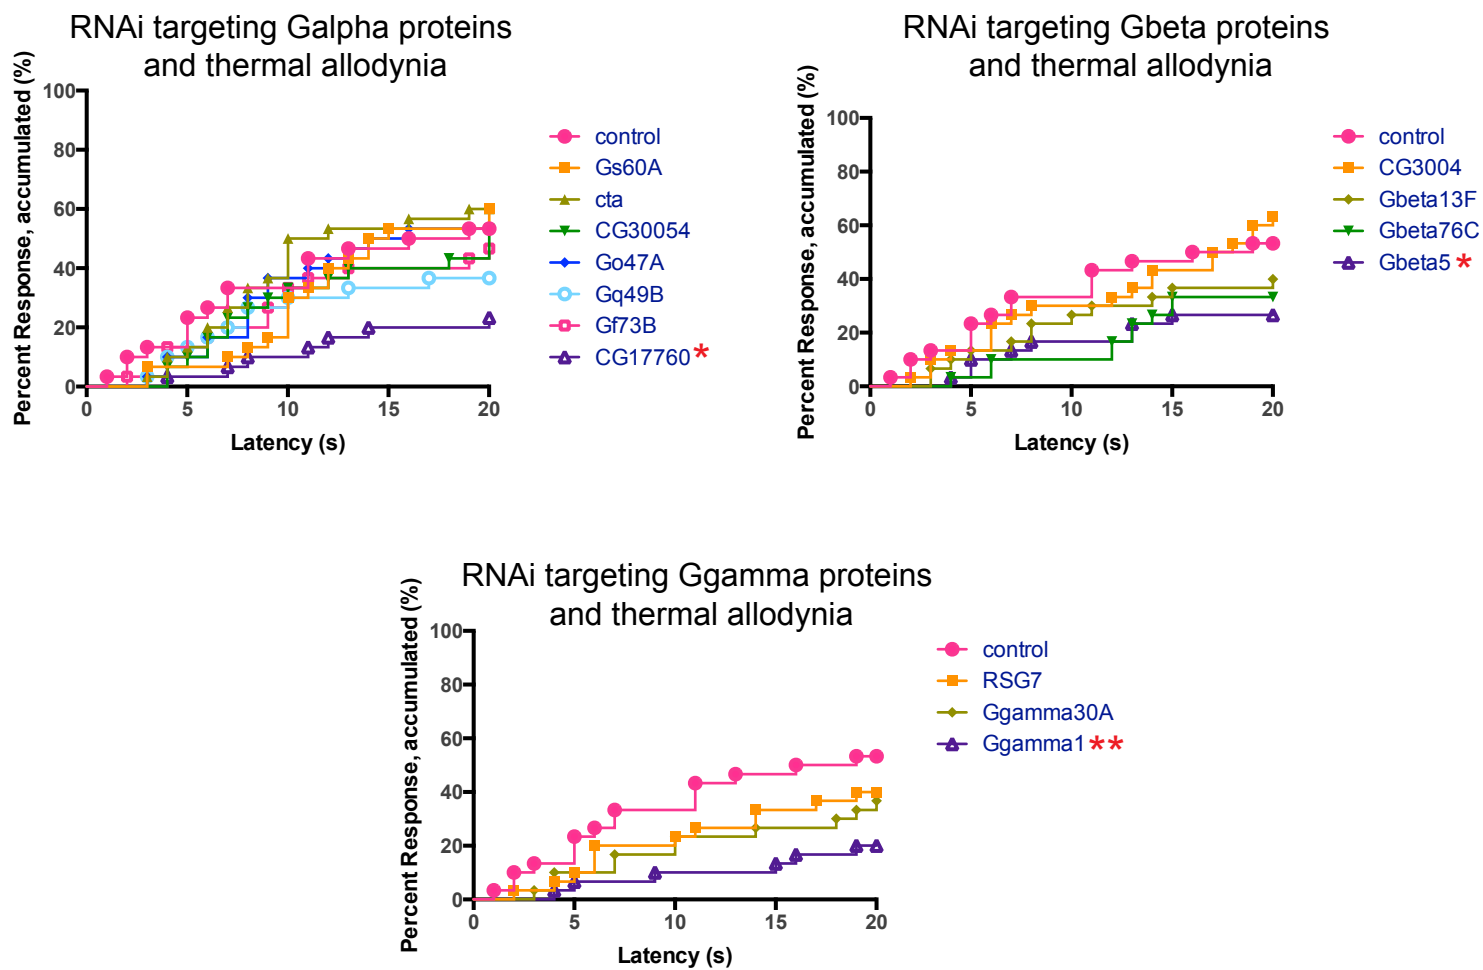 RNAi targeting Galpha proteins
and thermal allodynia
Percent Response, accumulated (%)
100
80
60
40
20
0
0 5 10 15 20
Latency (s)
control
Gs60A
cta
CG30054
Go47A
Gq49B
Gf73B
CG17760 *
RNAi targeting Gbeta proteins
and thermal allodynia
Percent Response, accumulated (%)
100
80
60
40
20
0
0 5 10 15 20
Latency (s)
control
CG3004
Gbeta13F
Gbeta76C
Gbeta5 *
RNAi targeting Ggamma proteins
and thermal allodynia
Percent Response, accumulated (%)
100
80
60
40
20
0
0 5 10 15 20
Latency (s)
control
RSG7
Ggamma30A
Ggamma1 **